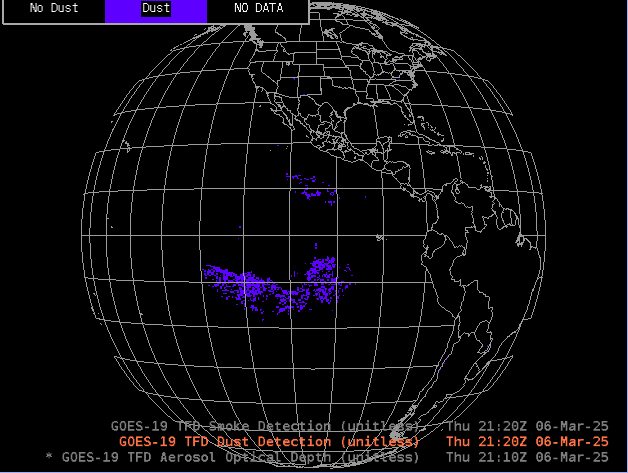 No Dust Dust NO DATA
GOES-19 TFD Smoke Detection (unitless) Thu 21:20Z 06-Mar-25
GOES-19 TFD Dust Detection (unitless) Thu 21:20Z 06-Mar-25
* GOES-19 TFD Aerosol Optical Depth (unitless) Thu 21:10Z 06-Mar-25